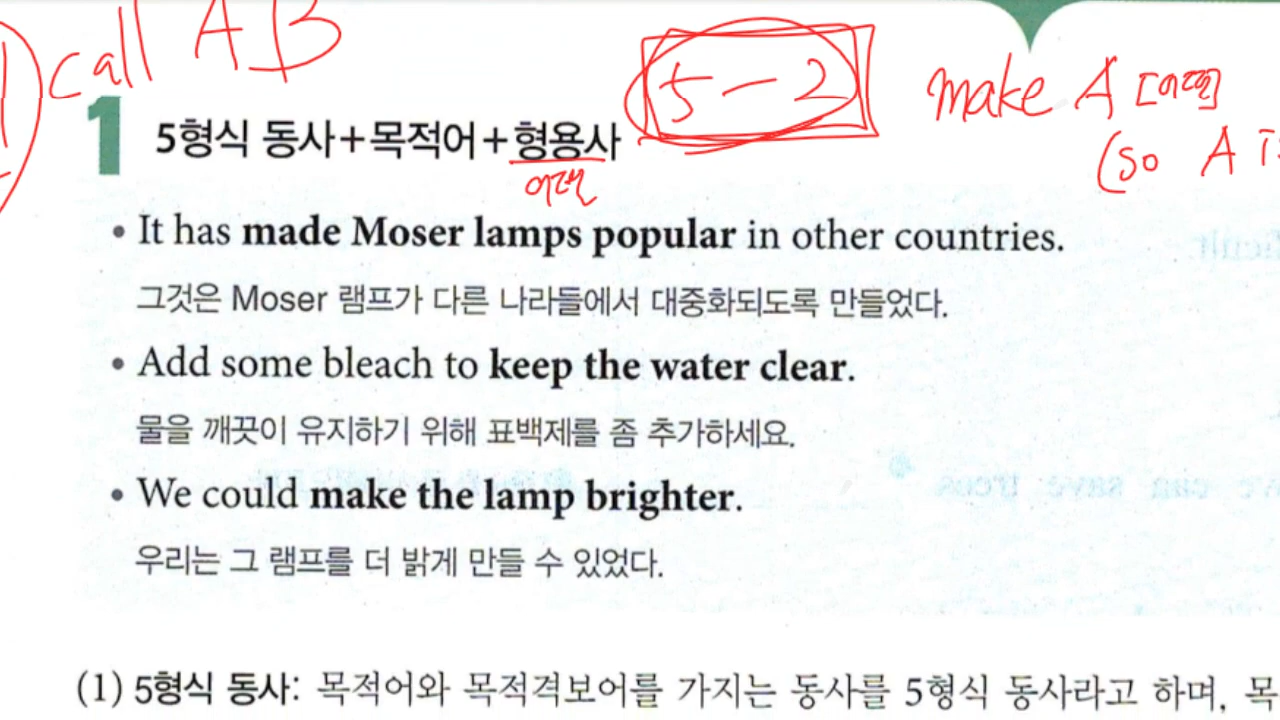 call A B
5-2
make A [어떤]
(so A is
1 5형식 동사+목적어+형용사
어떤
• It has made Moser lamps popular in other countries.
그것은 Moser 램프가 다른 나라들에서 대중화되도록 만들었다.
• Add some bleach to keep the water clear.
물을 깨끗이 유지하기 위해 표백제를 좀 추가하세요.
• We could make the lamp brighter.
우리는 그 램프를 더 밝게 만들 수 있었다.
(1) 5형식 동사: 목적어와 목적격보어를 가지는 동사를 5형식 동사라고 하며, 목